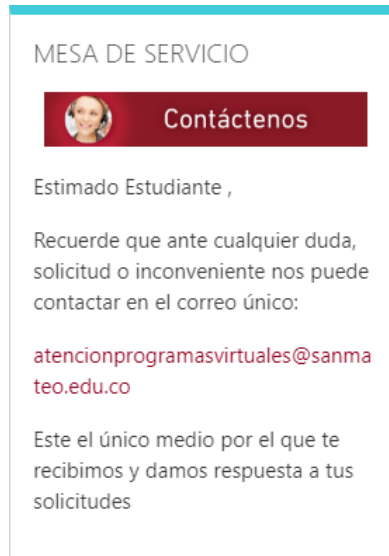 MESA DE SERVICIO
Contáctenos
Estimado Estudiante ,
Recuerde que ante cualquier duda,
solicitud o inconveniente nos puede
contactar en el correo único:
atencionprogramasvirtuales@sanma
teo.edu.co
Este el único medio por el que te
recibimos y damos respuesta a tus
solicitudes